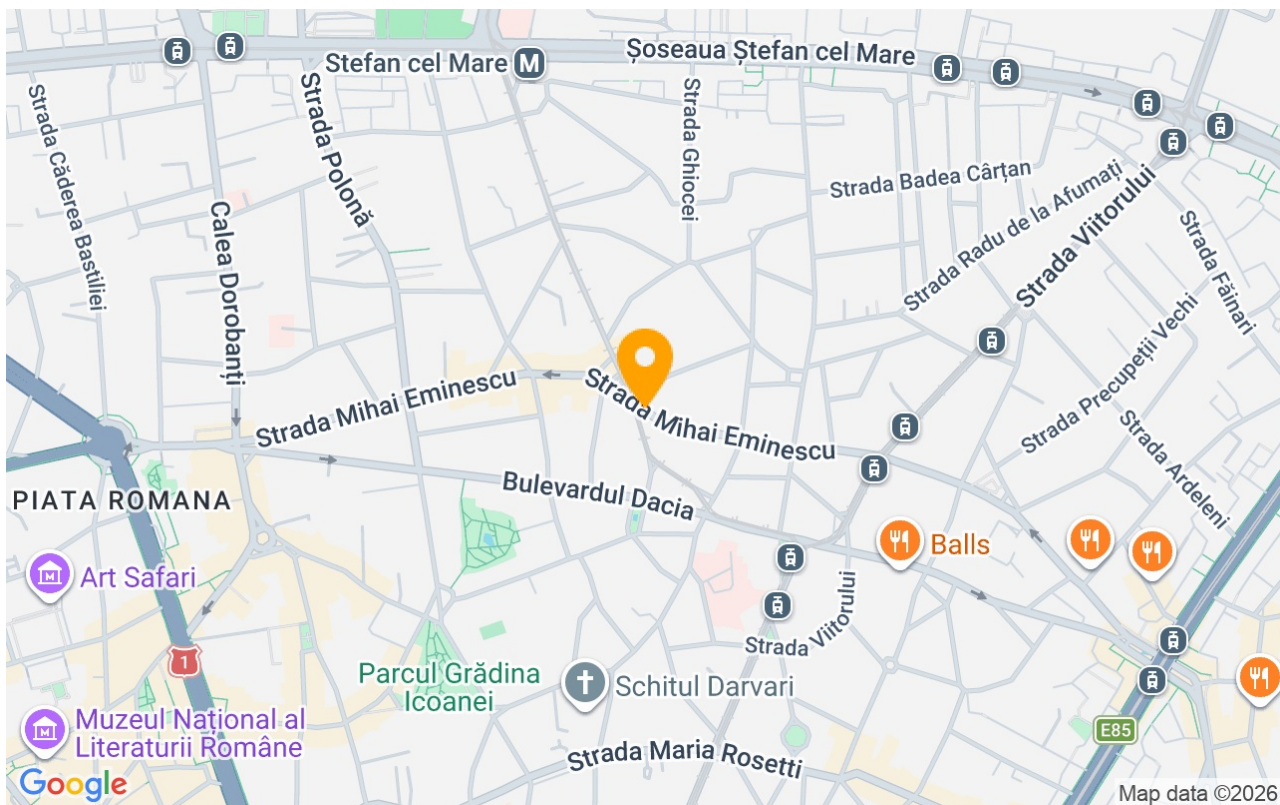 Ștefan cel Mare
M
Șoseaua Ștefan cel Mare
Strada Căderea Bastiliei
Strada Polonă
Strada Ghiocei
Strada Badea Cârțan
Strada Radu de la Afumați
Strada Viitorului
Strada Făinari
Calea Dorobanți
Strada Mihai Eminescu
Strada Mihai Eminescu
Strada Precupeții Vechi
Strada Ardeleni
PIATA ROMANA
Bulevardul Dacia
Balls
Art Safari
Strada Viitorului
Parcul Grădina
Icoanei
Schitul Darvari
1
Muzeul Național al
Literaturii Române
E85
Strada Maria Rosetti
Google
Map data ©2026